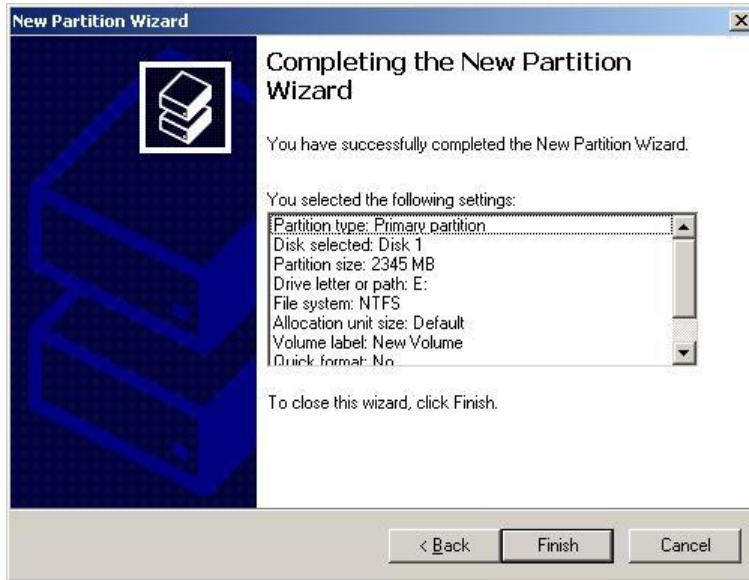 New Partition Wizard
Completing the New Partition
Wizard
You have successfully completed the New Partition Wizard.
You selected the following settings:
Partition type: Primary partition
Disk selected: Disk 1
Partition size: 2345 MB
Drive letter or path: E:
File system: NTFS
Allocation unit size: Default
Volume label: New Volume
Quick format: No
To close this wizard, click Finish.
< Back Finish Cancel